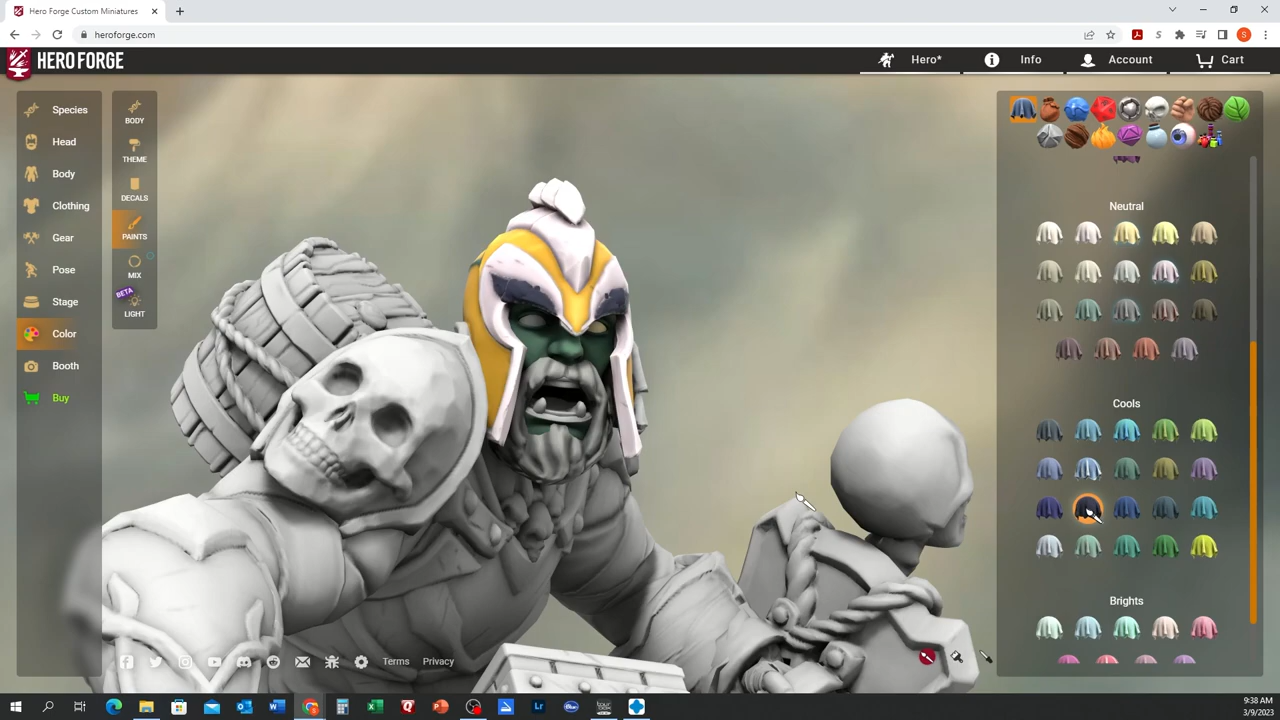 Hero Forge Custom Miniatures
heroforge.com
HERO FORGE
Hero*
Info
Account
Cart
Species
Head
Body
Clothing
Gear
Pose
Stage
Color
Booth
Buy
BODY
THEME
DECALS
PAINTS
MIX
BETA
LIGHT
Neutral
Cools
Brights
Terms
Privacy
9:38 AM
3/9/2023